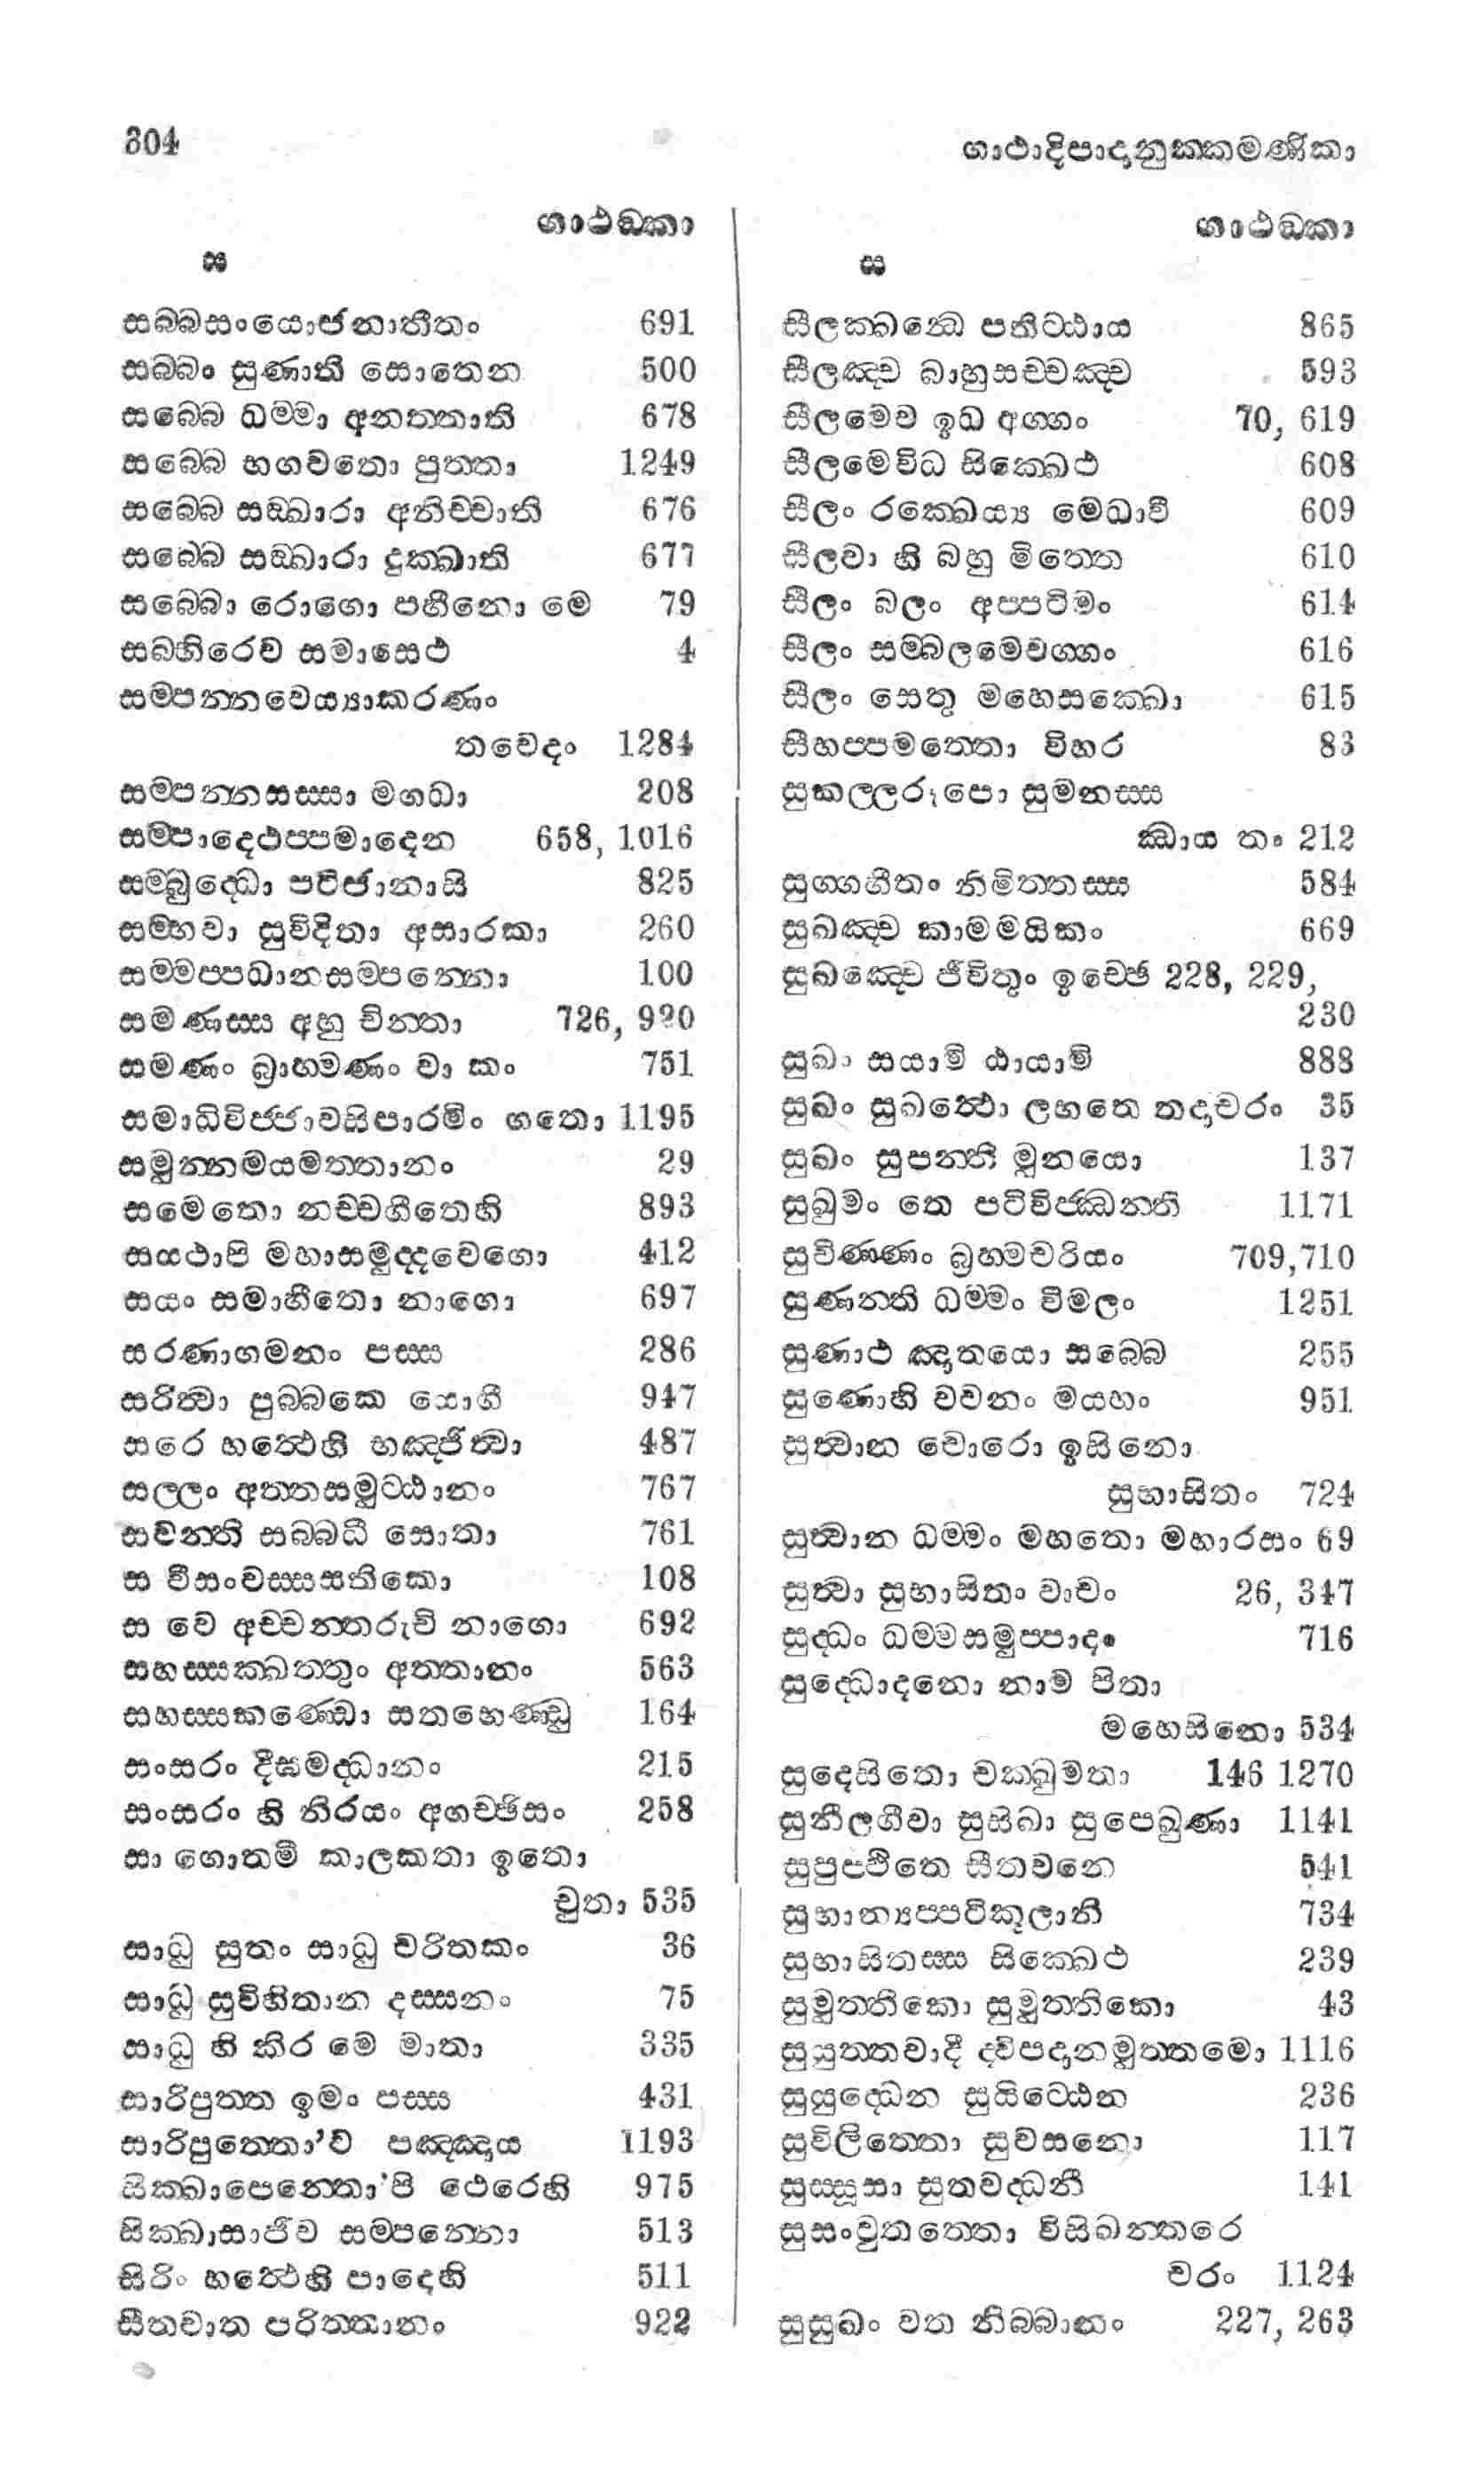 304
ගාථාදිපාදානුක්කමණිකා
ගාථඞකා
ස
සබ්බසංයොජනාතීතං 691
සබ්බං සුණාති සොතෙන 500
සබ්බෙ ධම්මා අනත්තාති 678
සබ්බෙ භගවතො පුත්තා 1249
සබ්බෙ සඞ්ඛාරා අනිච්චාති 676
සබ්බෙ සඞ්ඛාරා දුක්ඛාති 677
සබ්බො රොගො පහීනො මෙ 79
සබ්හිරෙව සමාසෙථ 4
සම්පන්නවෙය්‍යාකරණං
තවෙදං 1284
සම්පන්නසස්සා මගධා 208
සම්පාදෙථප්පමාදෙන 658, 1016
සම්බුද්ධො පටිජානාසි 825
සම්භවා සුවිදිතා අසාරකා 260
සම්මප්පධානසම්පන්නො 100
සමණස්ස අහු චින්තා 726, 920
සමණං බ්‍රාහ්මණං වා කං 751
සමාධිවිජ්ජාවසිපාරමිං ගතො 1195
සමුන්නමයමත්තානං 29
සමෙතො නච්චගීතෙහි 893
සයථාපි මහාසමුද්දවෙගො 412
සයං සමාහිතො නාගො 697
සරණාගමනං පස්ස 286
සරිත්වා පුබ්බකෙ යොගී 947
සරෙ හත්ථෙහි භඤ්ජිත්වා 487
සල්ලං අත්තසමුට්ඨානං 767
සවන්ති සබ්බධි සොතා 761
ස වීසංවස්සසතිකො 108
ස වෙ අච්චන්තරුචි නාගො 692
සහස්සක්ඛත්තුං අත්තානං 563
සහස්සකණ්ඩො සතභෙණ්ඩු 164
සංසරං දීඝමද්ධානං 215
සංසරං හි නිරයං අගච්ඡිසං 258
සා ගොතමී කාලකතා ඉතො
චුතා 535
සාධු සුතං සාධු චරිතකං 36
සාධු සුවිහිතාන දස්සනං 75
සාධු හි කිර මෙ මාතා 335
සාරිපුත්ත ඉමං පස්ස 431
සාරිපුත්තො’ව පඤ්ඤාය 1193
සික්ඛාපෙන්තො’පි ථෙරෙහි 975
සික්ඛාසාජීව සම්පන්නො 513
සිරිං හත්ථෙහි පාදෙහි 511
සීතවාත පරිත්තානං 922
ගාථඞකා
ස
සීලක්ඛන්ධෙ පතිට්ඨාය 865
සීලඤ්ච බාහුසච්චඤ්ච 593
සීලමෙව ඉධ අග්ගං 70, 619
සීලමෙවිධ සික්ඛෙථ 608
සීලං රක්ඛෙය්‍ය මෙධාවී 609
සීලවා හි බහු මිත්තෙ 610
සීලං බලං අප්පටිමං 614
සීලං සම්බලමෙවග්ගං 616
සීලං සෙතු මහෙසක්ඛො 615
සීහප්පමත්තො විහර 83
සුකල්ලරූපො සුමනස්ස
ඣාය තං 212
සුග්ගහීතං නිමිත්තස්ස 584
සුඛඤ්ච කාමමයිකං 669
සුඛඤ්චෙ ජීවිතුං ඉච්ඡෙ 228, 229,
230
සුඛං සයාමි ඨායාමි 888
සුඛං සුඛත්ථො ලභතෙ තදාචරං 35
සුඛං සුපන්ති මුනයො 137
සුඛුමං තෙ පටිවිජ්ඣන්ති 1171
සුචිණ්ණං බ්‍රහ්මචරියං 709,710
සුණන්ති ධම්මං විමලං 1251
සුණාථ ඤාතයො සබ්බෙ 255
සුණොහි වචනං මය්හං 951
සුත්වාන චොරො ඉසිනො
සුභාසිතං 724
සුත්වාන ධම්මං මහතො මහාරසං 69
සුත්වා සුභාසිතං වාචං 26, 347
සුද්ධං ධම්මසමුප්පාදං 716
සුද්ධොදනො නාම පිතා
මහෙසිනො 534
සුදෙසිතො චක්ඛුමතා 146 1270
සුනීලගීවා සුසිඛා සුපෙඛුණා 1141
සුපුප්ඵිතෙ සීතවනෙ 541
සුභාන්‍යප්පටිකූලානි 734
සුභාසිතස්ස සික්ඛෙථ 239
සුමුත්තිකො සුමුත්තිකො 43
සුයුත්තවාදී ද්විපදානමුත්තමො 1116
සුයුද්ධෙන සුයිට්ඨෙන 236
සුවිලිත්තො සුවසනො 117
සුස්සූසා සුතවද්ධනී 141
සුසංවුතත්තො විසිඛන්තරෙ
චරං 1124
සුසුඛං වත නිබ්බානං 227, 263